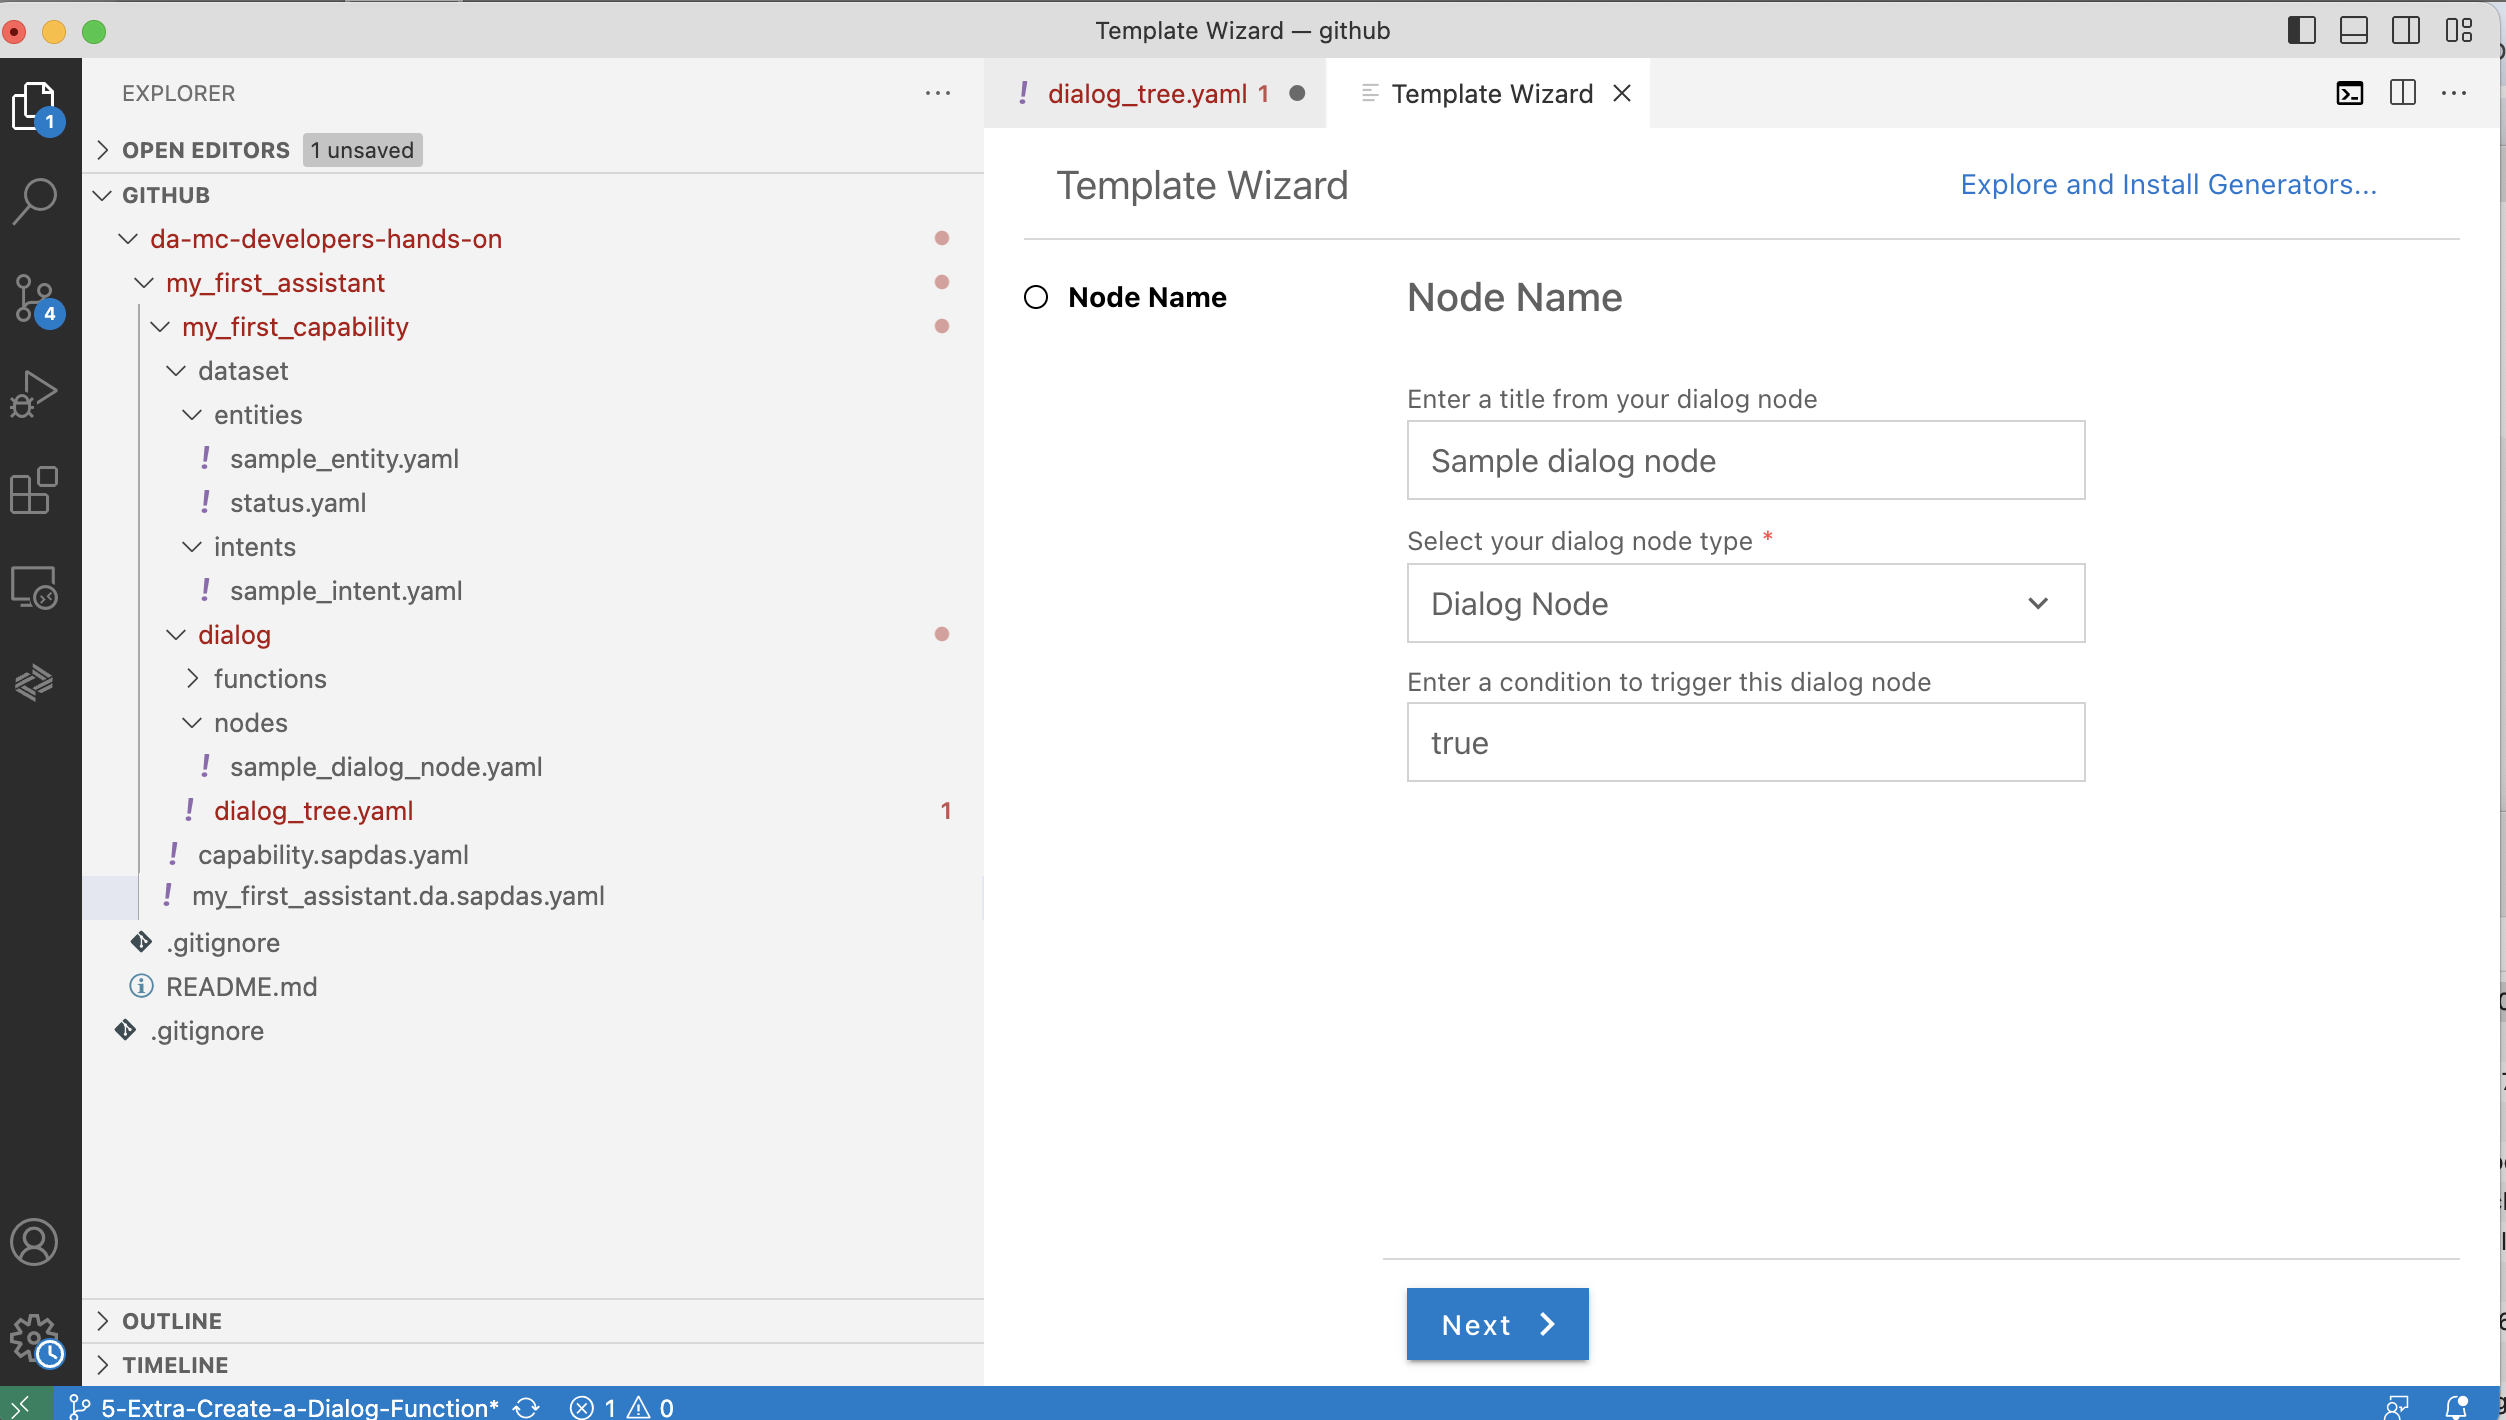 Template Wizard — github
EXPLORER
OPEN EDITORS 1 unsaved
GITHUB
da-mc-developers-hands-on
my_first_assistant
my_first_capability
dataset
entities
! sample_entity.yaml
! status.yaml
intents
! sample_intent.yaml
dialog
functions
nodes
! sample_dialog_node.yaml
! dialog_tree.yaml 1
! capability.sapdas.yaml
! my_first_assistant.da.sapdas.yaml
.gitignore
README.md
.gitignore
OUTLINE
TIMELINE
1
4
! dialog_tree.yaml 1
Template Wizard
Template Wizard
Explore and Install Generators...
Node Name
Node Name
Enter a title from your dialog node
Sample dialog node
Select your dialog node type *
Dialog Node
Enter a condition to trigger this dialog node
true
Next
5-Extra-Create-a-Dialog-Function* 1 0